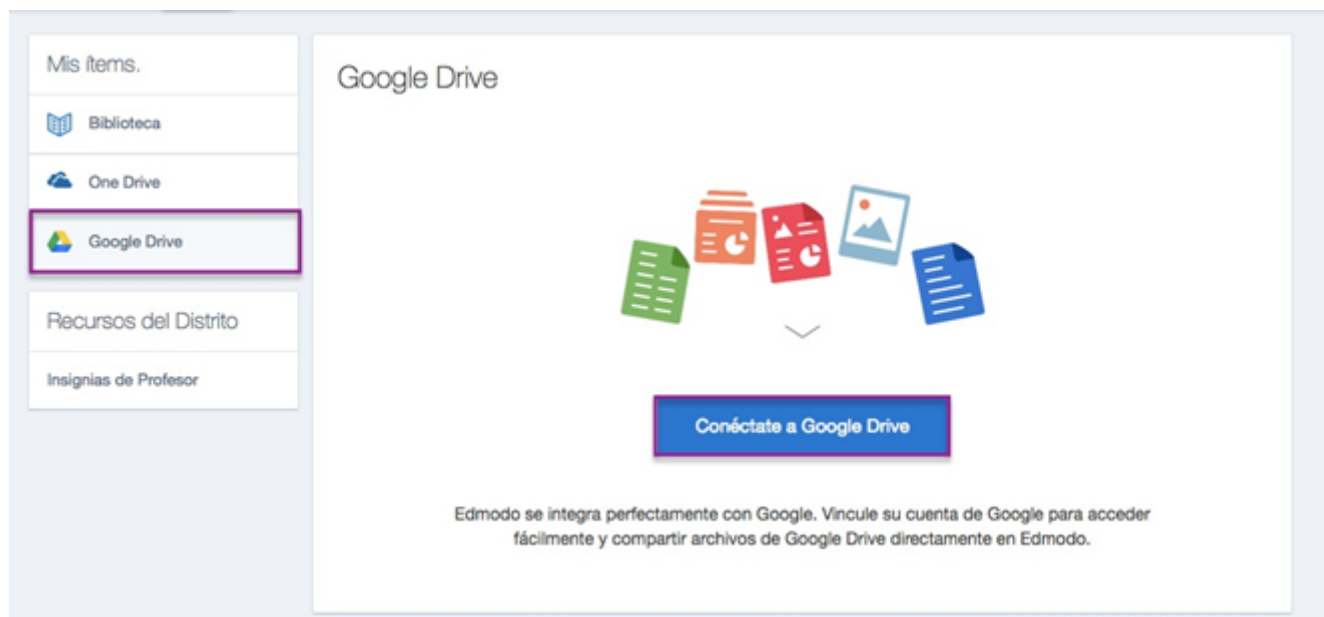 Mis ítems.
Biblioteca
One Drive
Google Drive
Recursos del Distrito
Insignias de Profesor
Google Drive
Conéctate a Google Drive
Edmodo se integra perfectamente con Google. Vincule su cuenta de Google para acceder
fácilmente y compartir archivos de Google Drive directamente en Edmodo.